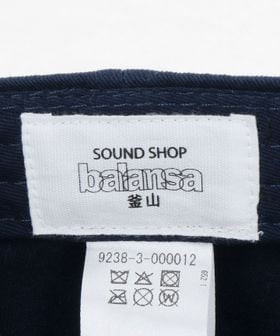 SOUND SHOP
balansa
釜山
9238-3-000012